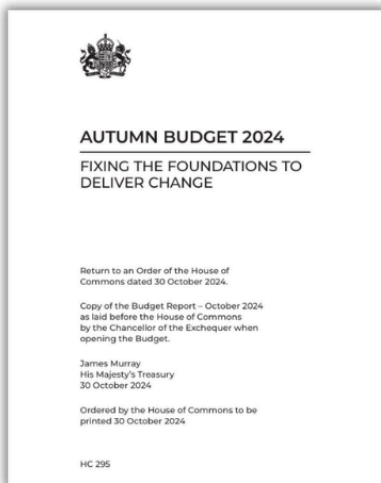 AUTUMN BUDGET 2024
FIXING THE FOUNDATIONS TO
DELIVER CHANGE
Return to an Order of the House of
Commons dated 30 October 2024.
Copy of the Budget Report – October 2024
as laid before the House of Commons
by the Chancellor of the Exchequer when
opening the Budget.
James Murray
His Majesty's Treasury
30 October 2024
Ordered by the House of Commons to be
printed 30 October 2024
HC 295